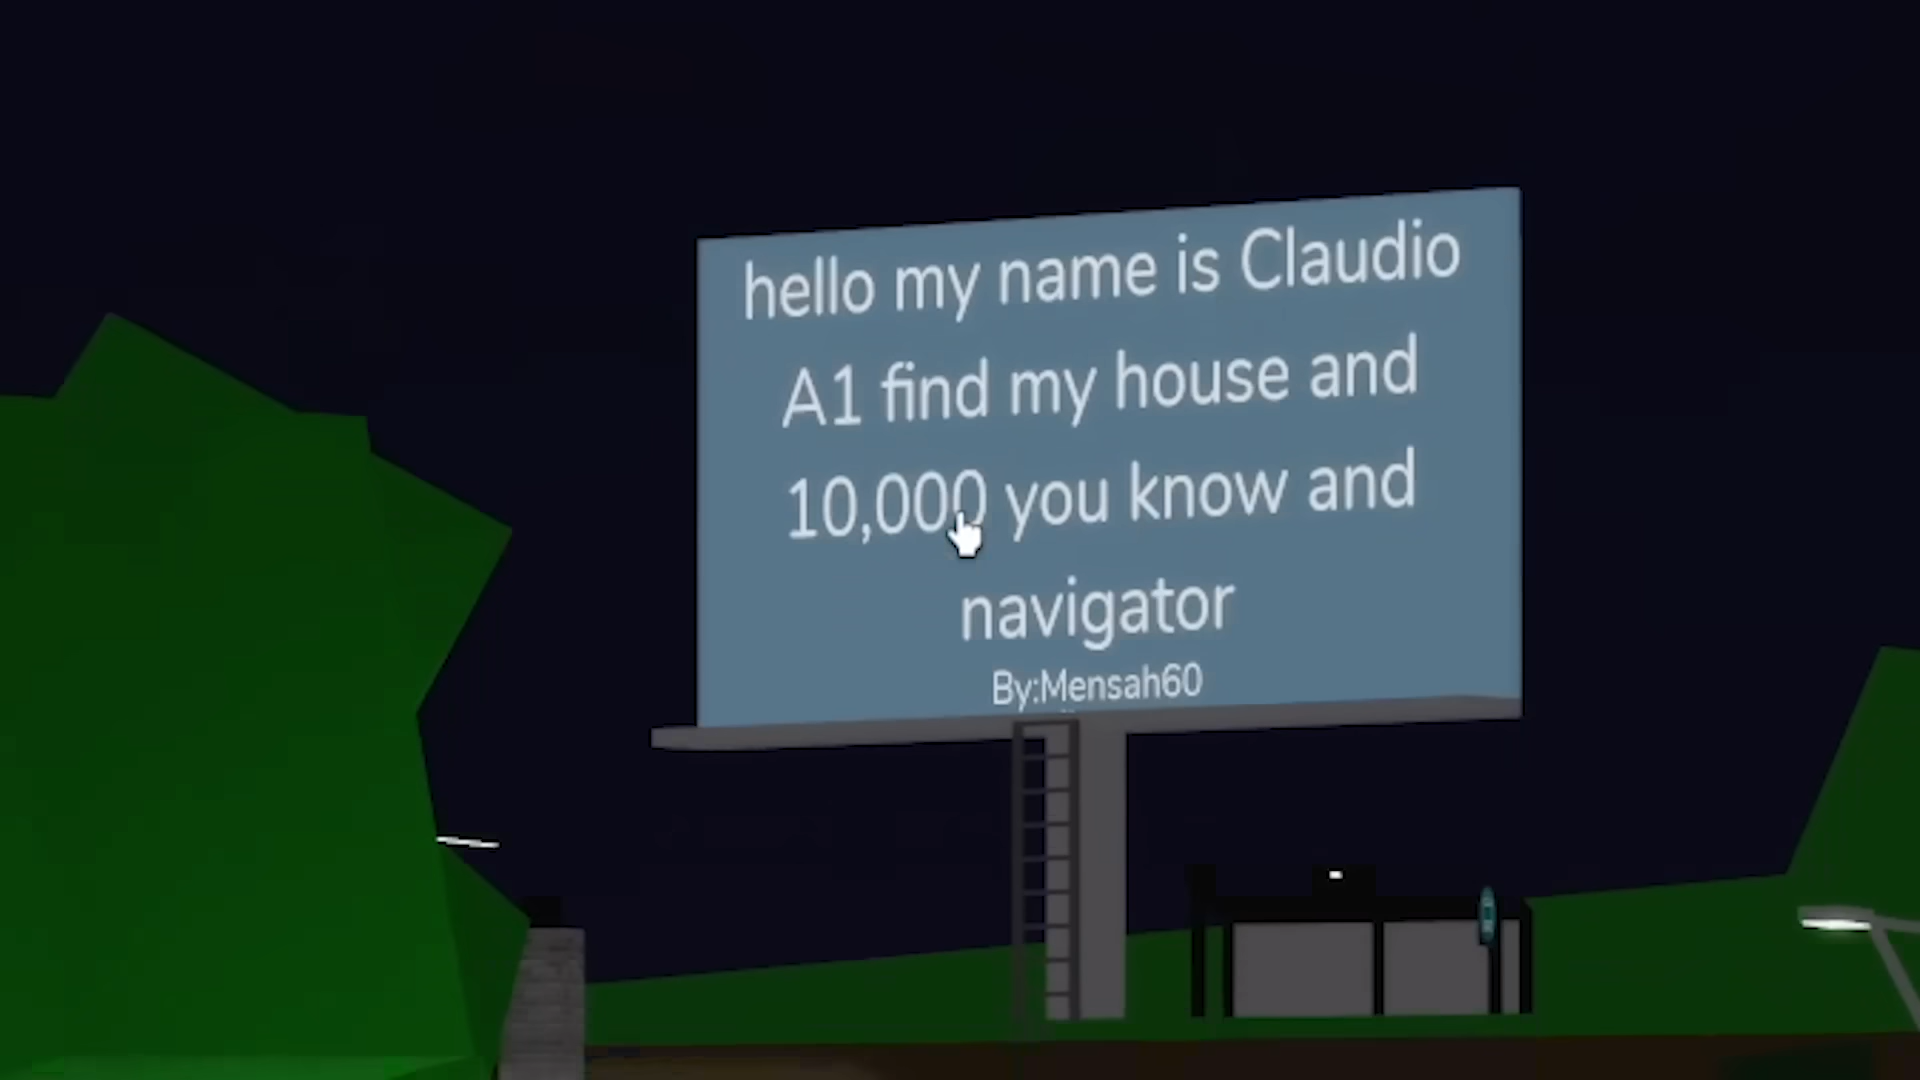 hello my name is Claudio
A1 find my house and
10,000 you know and
navigator
By:Mensah60